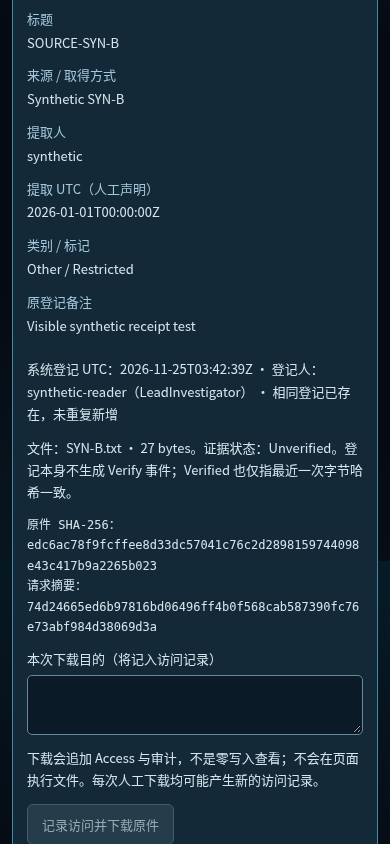 标题
SOURCE-SYN-B
来源 / 取得方式
Synthetic SYN-B
提取人
synthetic
提取 UTC（人工声明）
2026-01-01T00:00:00Z
类别 / 标记
Other / Restricted
原登记备注
Visible synthetic receipt test
系统登记 UTC：2026-11-25T03:42:39Z · 登记人：
synthetic-reader（LeadInvestigator） · 相同登记已存
在，未重复新增
文件：SYN-B.txt · 27 bytes。证据状态：Unverified。登
记本身不生成 Verify 事件；Verified 也仅指最近一次字节哈
希一致。
原件 SHA-256：
edc6ac78f9fcffee8d33dc57041c76c2d2898159744098
e43c417b9a2265b023
请求摘要：
74d24665ed6b97816bd06496ff4b0f568cab587390fc76
e73abf984d38069d3a
本次下载目的（将记入访问记录）
下载会追加 Access 与审计，不是零写入查看；不会在页面
执行文件。每次人工下载均可能产生新的访问记录。
记录访问并下载原件